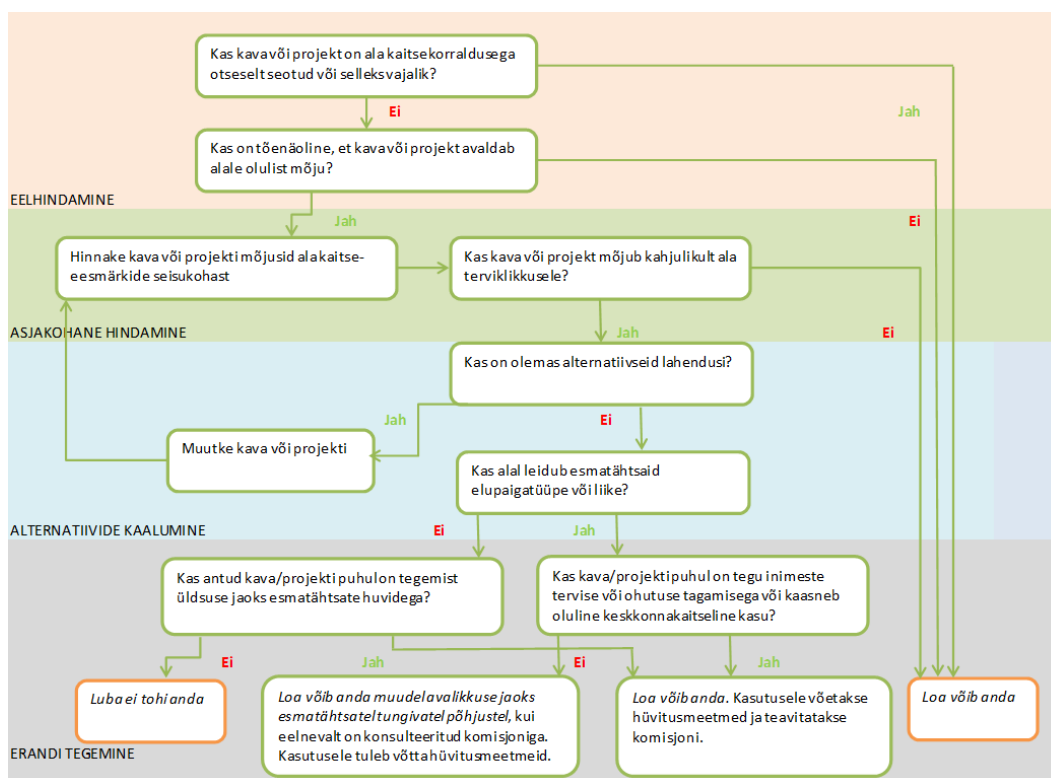 Kas kava või projekt on ala kaitsekorraldusega
otseselt seotud või selleks vajalik?
Ei
Jah
Kas on tõenäoline, et kava või projekt avaldab
alale olulist mõju?
EELHINDAMINE
Jah
Ei
Hinnake kava või projekti mõjusid ala kaitse-
eesmärkide seisukohast
Kas kava või projekt mõjub kahjulikult ala
terviklikkusele?
ASJAKOHANE HINDAMINE
Jah
Ei
Kas on olemas alternatiivseid lahendusi?
Jah
Ei
Muutke kava või projekti
Kas alal leidub esmatähtsaid
elupaigatüüpe või liike?
ALTERNATIIVIDE KAALUMINE
Ei
Jah
Kas antud kava/projekti puhul on tegemist
üldsuse jaoks esmatähtsate huvidega?
Kas kava/projekti puhul on tegu inimeste
tervise või ohutuse tagamisega või kaasneb
oluline keskkonnakaitseline kasu?
Ei
Jah
Ei
Jah
Luba ei tohi anda
Loa võib anda muudel avalikkuse jaoks
esmatähtsatel tungivatel põhjustel, kui
eelnevalt on konsulteeritud komisjoniga.
Kasutusele tuleb võtta hüvitusmeetmeid.
Loa võib anda. Kasutusele võetakse
hüvitusmeetmed ja teavitatakse
komisjoni.
Loa võib anda
ERANDI TEGEMINE